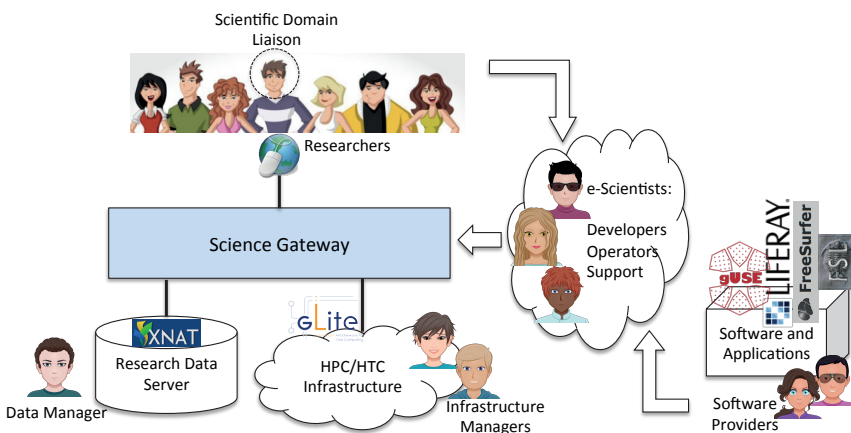 Scientific Domain
Liaison
Researchers
e-Scientists:
Developers
Operators
Support
Science Gateway
gUSE
LIFERAY.
FreeSurfer
FSL
Software and
Applications
gLite
XNAT
Research Data
Server
HPC/HTC
Infrastructure
Data Manager
Infrastructure
Managers
Software
Providers